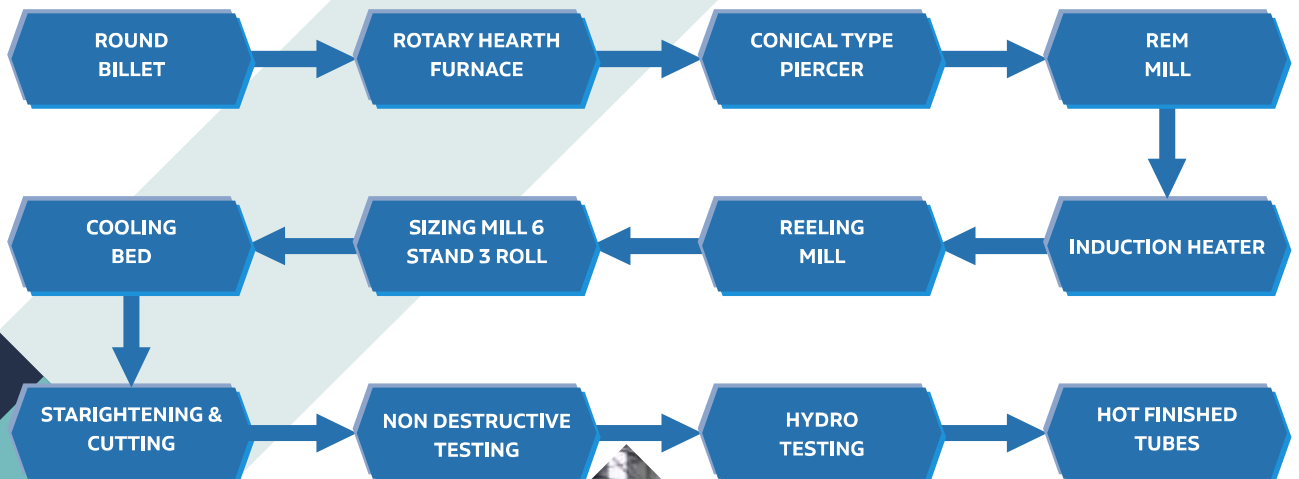 ROUND
BILLET
ROTARY HEARTH
FURNACE
CONICAL TYPE
PIERCER
REM
MILL
COOLING
BED
SIZING MILL 6
STAND 3 ROLL
REELING
MILL
INDUCTION HEATER
STARIGHTENING &
CUTTING
NON DESTRUCTIVE
TESTING
HYDRO
TESTING
HOT FINISHED
TUBES